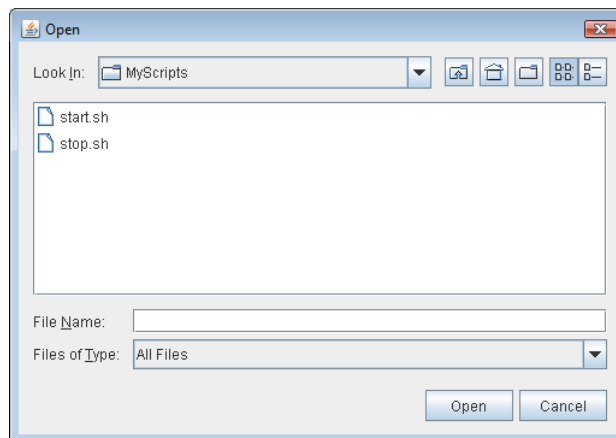 Open
Look In: MyScripts
start.sh
stop.sh
File Name:
Files of Type: All Files
Open Cancel